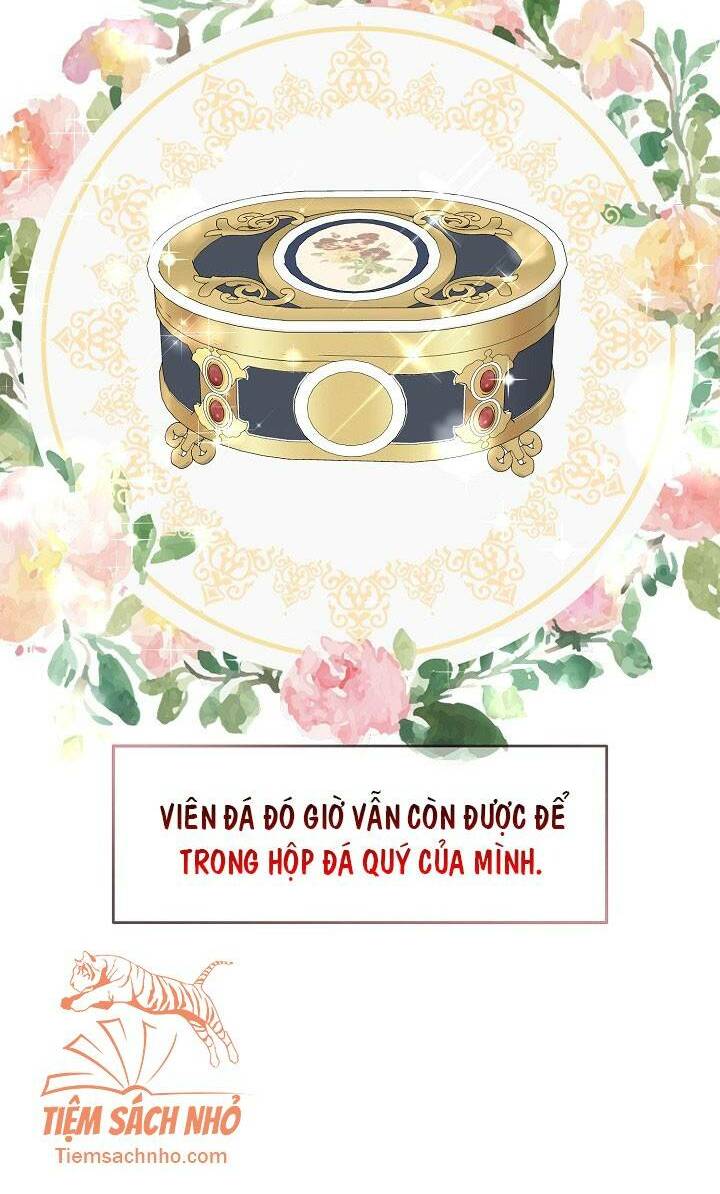 VIÊN ĐÁ ĐÓ GIỜ VẪN CÒN ĐƯỢC ĐỂ
TRONG HỘP ĐÁ QUÝ CỦA MÌNH.
TIỆM SÁCH NHỎ
Tiemsachnho.com